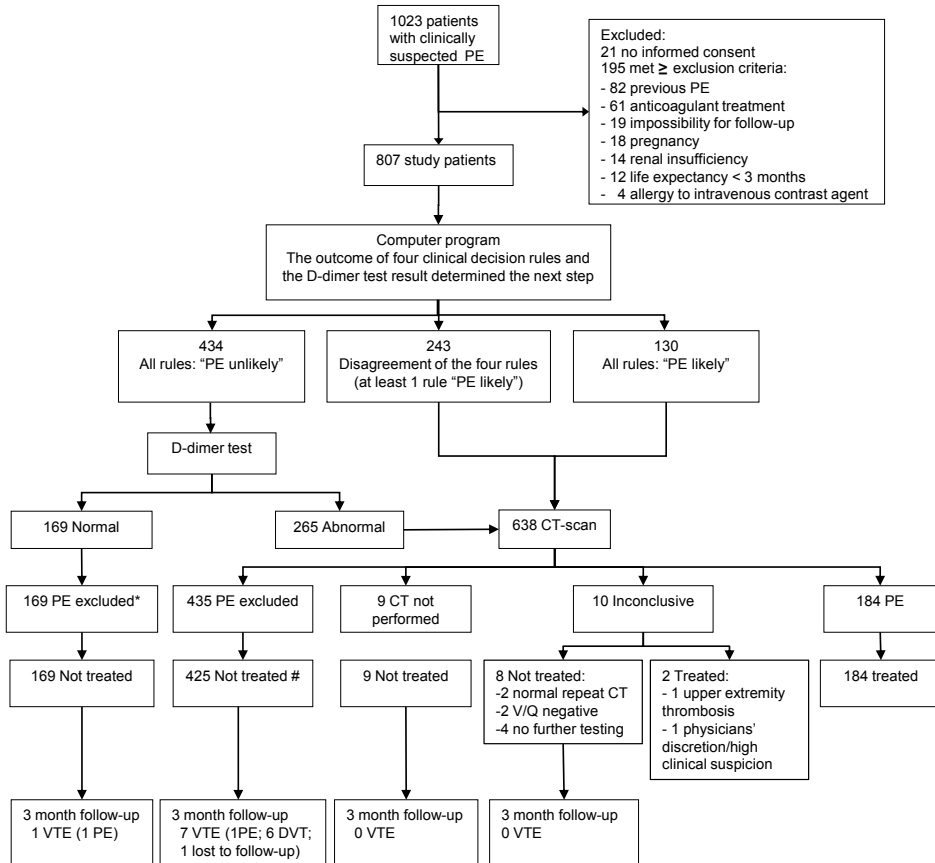 1023 patients
with clinically
suspected PE
Excluded:
21 no informed consent
195 met ≥ exclusion criteria:
- 82 previous PE
- 61 anticoagulant treatment
- 19 impossibility for follow-up
- 18 pregnancy
- 14 renal insufficiency
- 12 life expectancy < 3 months
- 4 allergy to intravenous contrast agent
807 study patients
Computer program
The outcome of four clinical decision rules and
the D-dimer test result determined the next step
434
All rules: “PE unlikely”
243
Disagreement of the four rules
(at least 1 rule “PE likely”)
130
All rules: “PE likely”
D-dimer test
169 Normal
265 Abnormal
638 CT-scan
169 PE excluded*
435 PE excluded
9 CT not
performed
10 Inconclusive
184 PE
169 Not treated
425 Not treated #
9 Not treated
8 Not treated:
-2 normal repeat CT
-2 V/Q negative
-4 no further testing
2 Treated:
- 1 upper extremity
thrombosis
- 1 physicians’
discretion/high
clinical suspicion
184 treated
3 month follow-up
1 VTE (1 PE)
3 month follow-up
7 VTE (1PE; 6 DVT;
1 lost to follow-up)
3 month follow-up
0 VTE
3 month follow-up
0 VTE